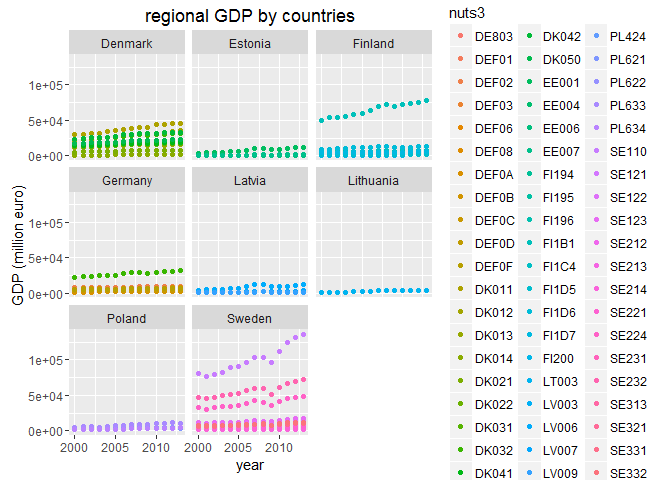 regional GDP by countries
Denmark Estonia Finland
1e+05
5e+04
0e+00
Germany Latvia Lithuania
1e+05
5e+04
0e+00
Poland Sweden
1e+05
5e+04
0e+00
2000 2005 2010 2000 2005 2010
year
GDP (million euro)
nuts3
DE803 DK042 PL424
DEF01 DK050 PL621
DEF02 EE001 PL622
DEF03 EE004 PL633
DEF06 EE006 PL634
DEF08 EE007 SE110
DEF0A FI194 SE121
DEF0B FI195 SE122
DEF0C FI196 SE123
DEF0D FI1B1 SE212
DEF0F FI1C4 SE213
DK011 FI1D5 SE214
DK012 FI1D6 SE221
DK013 FI1D7 SE224
DK014 FI200 SE231
DK021 LT003 SE232
DK022 LV003 SE313
DK031 LV006 SE321
DK032 LV007 SE331
DK041 LV009 SE332